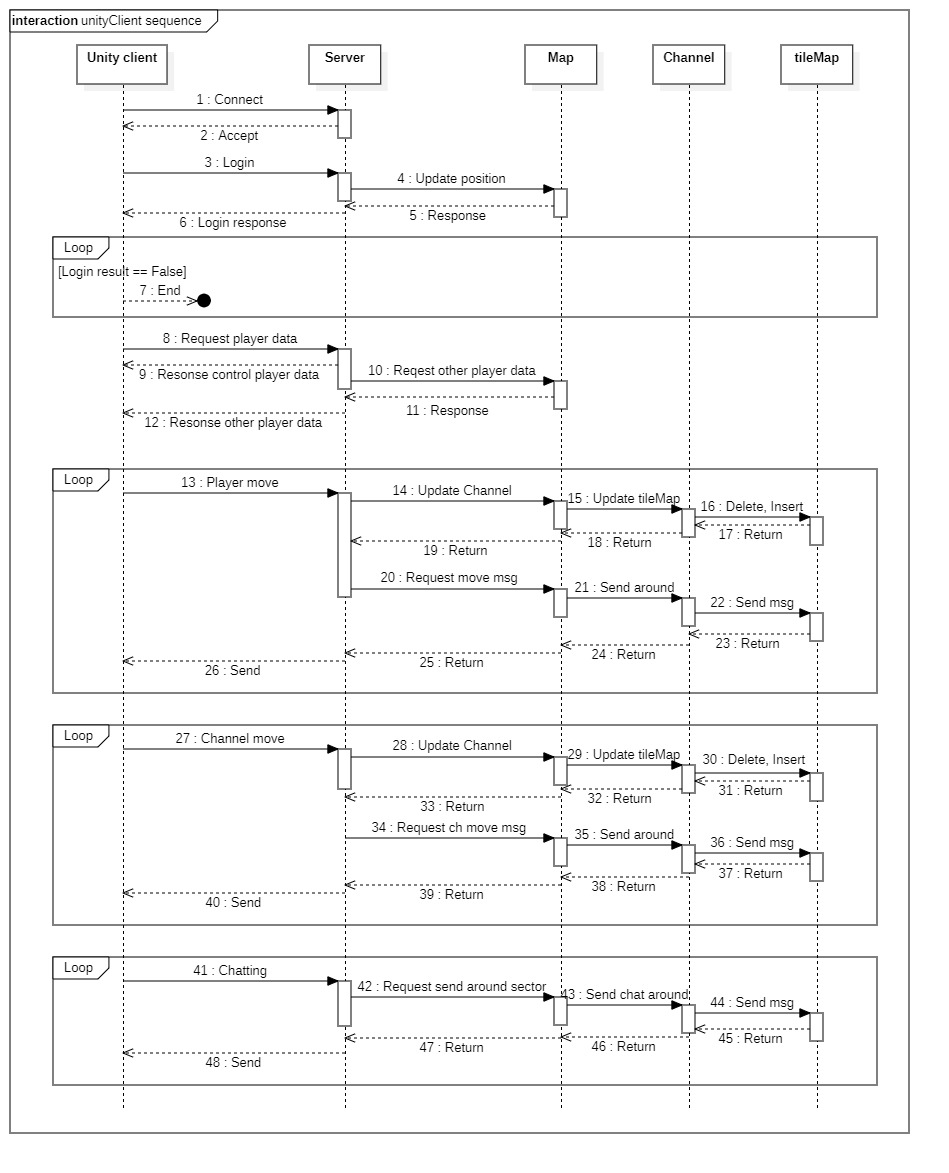 interaction unityClient sequence
Unity client
Server
Map
Channel
tileMap
1 : Connect
2 : Accept
3 : Login
4 : Update position
5 : Response
6 : Login response
Loop
[Login result == False]
7 : End
8 : Request player data
9 : Resonse control player data
10 : Reqest other player data
11 : Response
12 : Resonse other player data
Loop
13 : Player move
14 : Update Channel
15 : Update tileMap
16 : Delete, Insert
17 : Return
18 : Return
19 : Return
20 : Request move msg
21 : Send around
22 : Send msg
23 : Return
24 : Return
25 : Return
26 : Send
Loop
27 : Channel move
28 : Update Channel
29 : Update tileMap
30 : Delete, Insert
31 : Return
32 : Return
33 : Return
34 : Request ch move msg
35 : Send around
36 : Send msg
37 : Return
38 : Return
39 : Return
40 : Send
Loop
41 : Chatting
42 : Request send around sector
43 : Send chat around
44 : Send msg
45 : Return
46 : Return
47 : Return
48 : Send